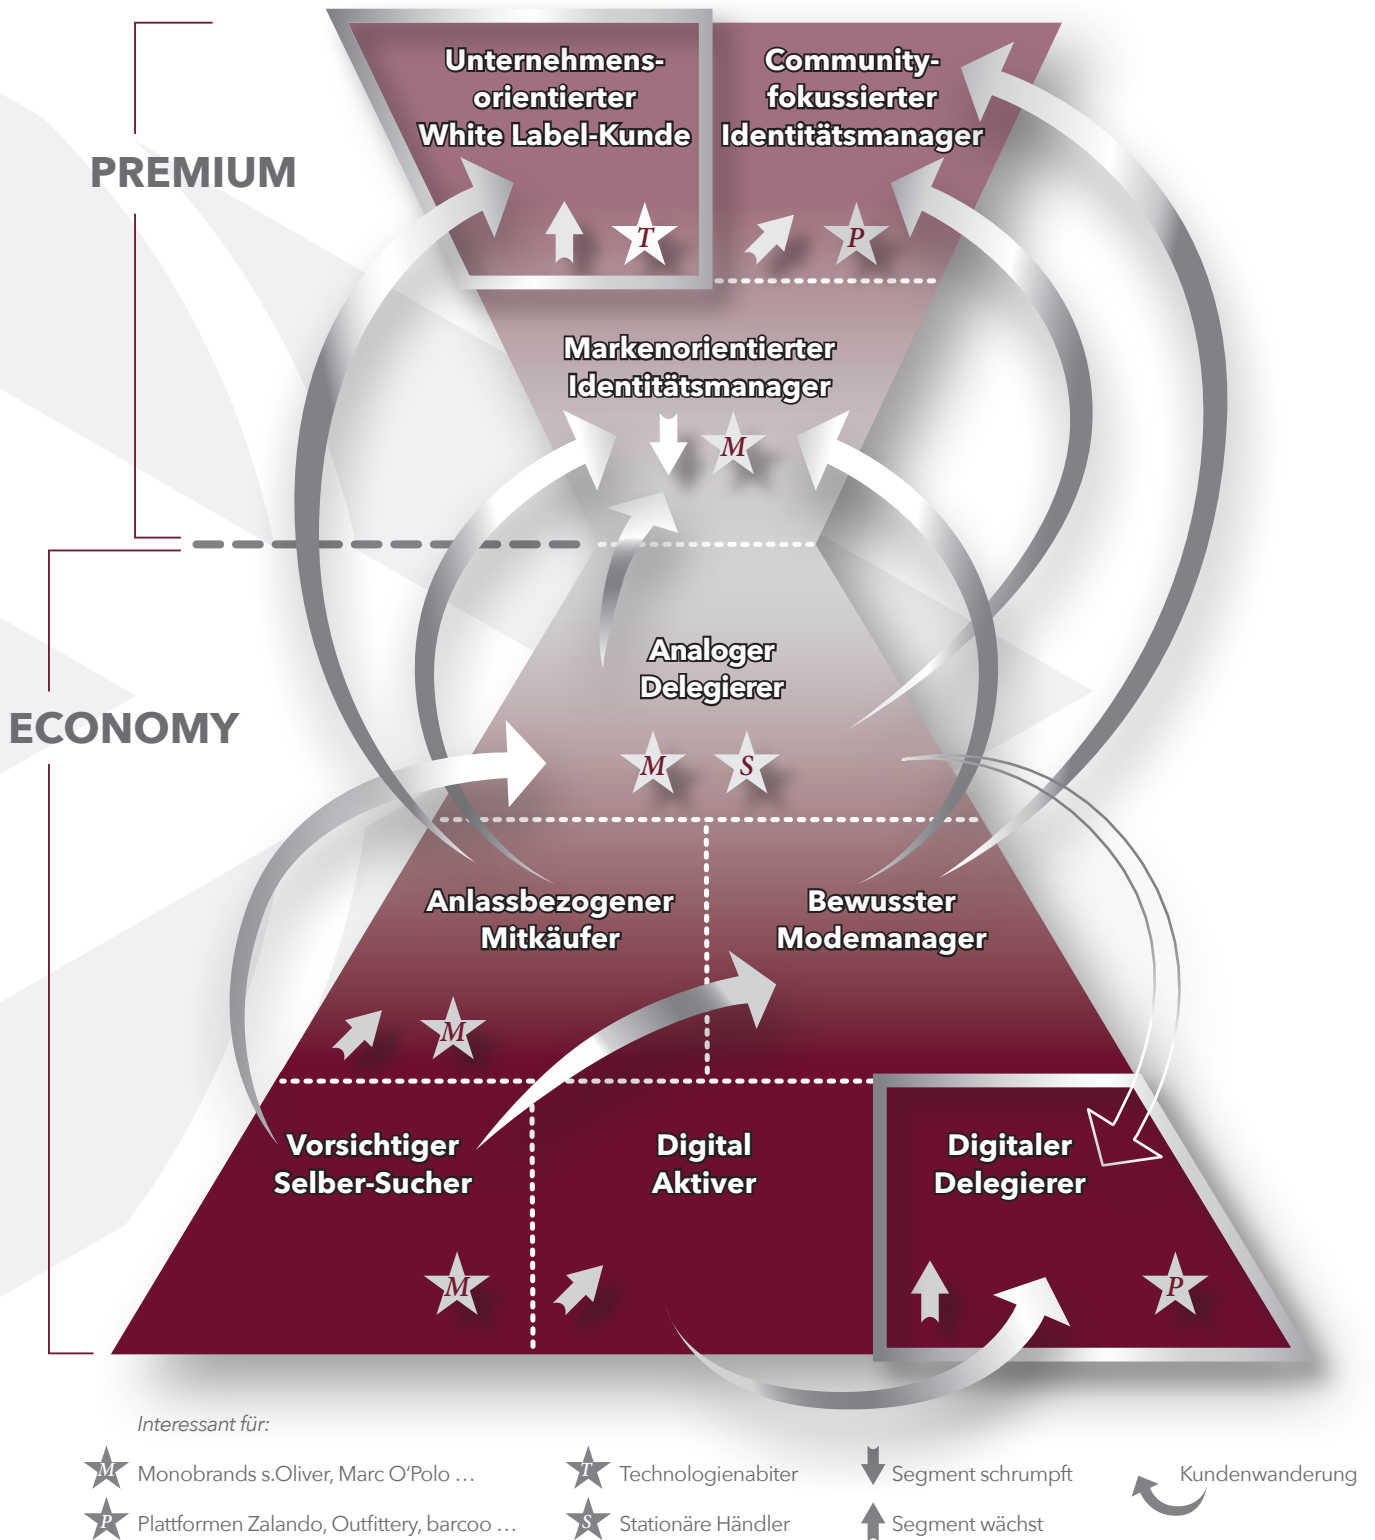 Unternehmens-
orientierter
White Label-Kunde
Community-
fokussierter
Identitätsmanager
PREMIUM
T
P
Markenorientierter
Identitätsmanager
M
Analoger
Delegierer
ECONOMY
M
S
Anlassbezogener
Mitkäufer
Bewusster
Modemanager
M
Vorsichtiger
Selber-Sucher
Digital
Aktiver
Digitaler
Delegierer
M
P
Interessant für:
M Monobrands s.Oliver, Marc O‘Polo …
T Technologienabiter
Segment schrumpft
Kundenwanderung
P Plattformen Zalando, Outfittery, barcoo …
S Stationäre Händler
Segment wächst